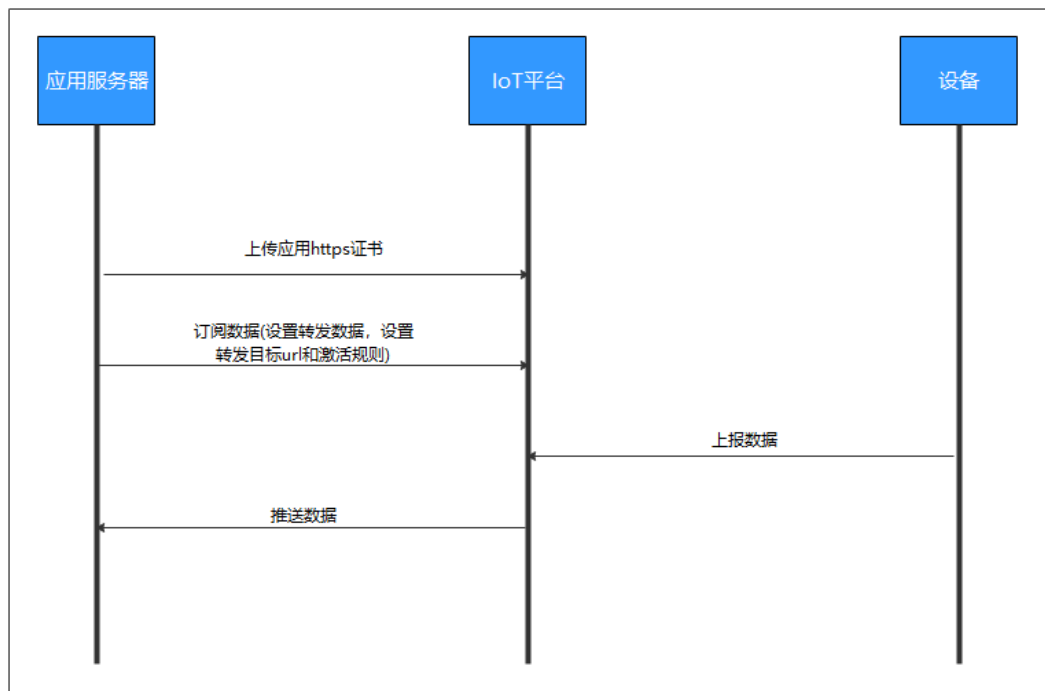 应用服务器
IoT平台
设备
上传应用https证书
订阅数据(设置转发数据，设置
转发目标url和激活规则)
上报数据
推送数据